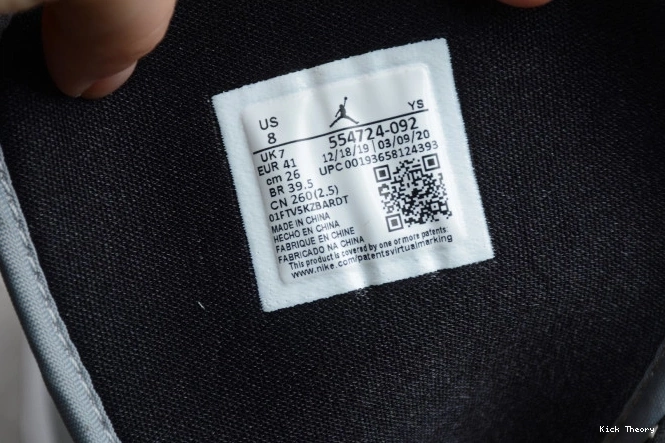 US YS
8
UK 7 554724-092
EUR 41 12/18/19 | 03/09/20
cm 26 UPC 00193658124393
BR 39.5
CN 260(2.5)
01FTV5KZBARDT
MADE IN CHINA
HECHO EN CHINA
FABRIQUE EN CHINE
FABRICADO NA CHINA
This product is covered by one or more patents
www.nike.com/patentsvirtualmarking
Kick Theory